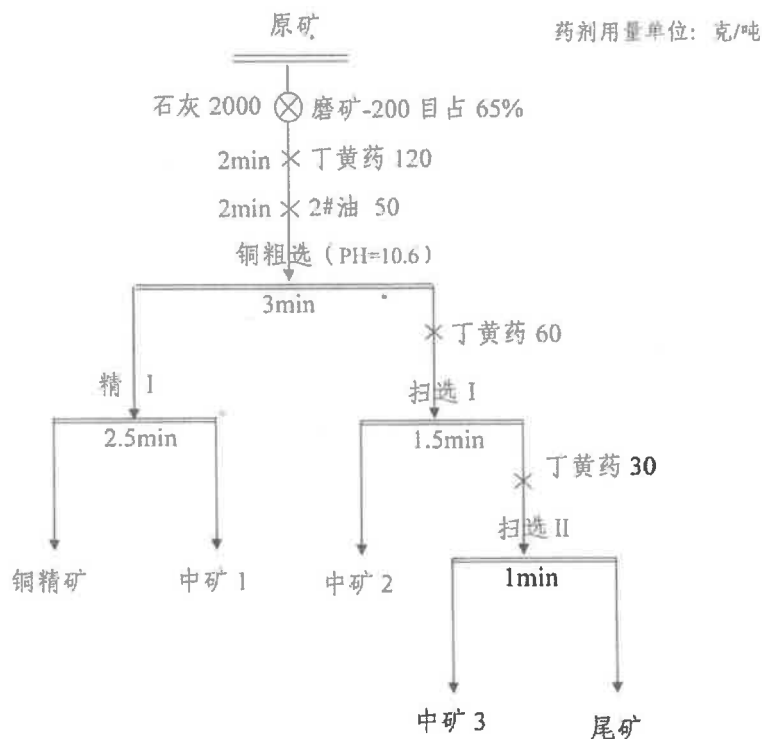 原矿
药剂用量单位：克/吨
石灰 2000 磨矿-200 目占 65%
2min 丁黄药 120
2min 2#油 50
铜粗选（PH=10.6）
3min
丁黄药 60
精 I
扫选 I
2.5min
1.5min
丁黄药 30
扫选 II
铜精矿
中矿 1
中矿 2
1min
中矿 3
尾矿